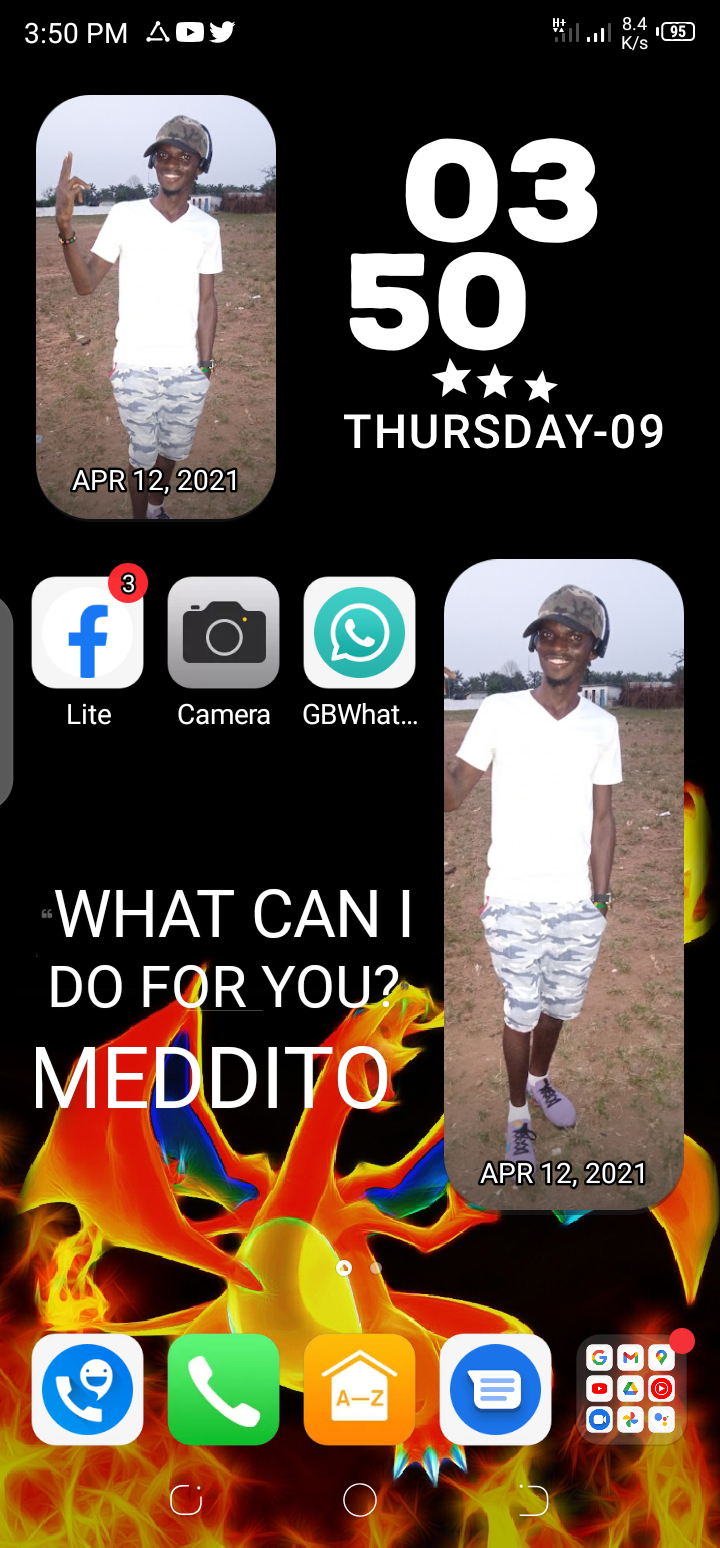 3:50 PM
H+
8.4
K/s
95
03
50
THURSDAY-09
APR 12, 2021
3
Lite
Camera
GBWhat...
“WHAT CAN I
DO FOR YOU?”
MEDDITO
APR 12, 2021
A–Z